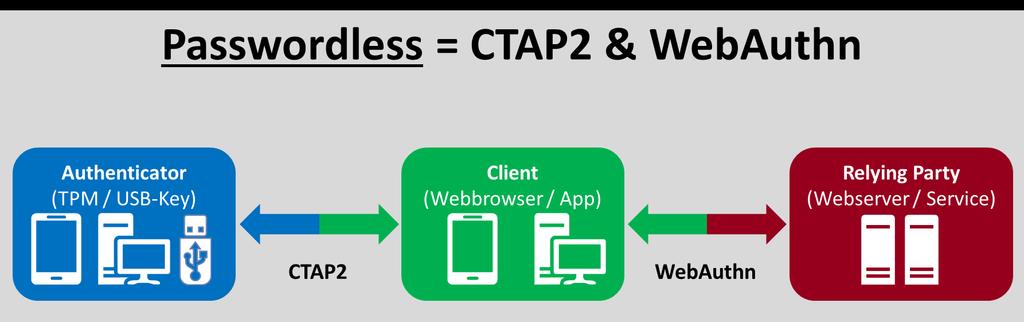 Passwordless = CTAP2 & WebAuthn
Authenticator
(TPM / USB-Key)
CTAP2
Client
(Webbrowser / App)
WebAuthn
Relying Party
(Webserver / Service)